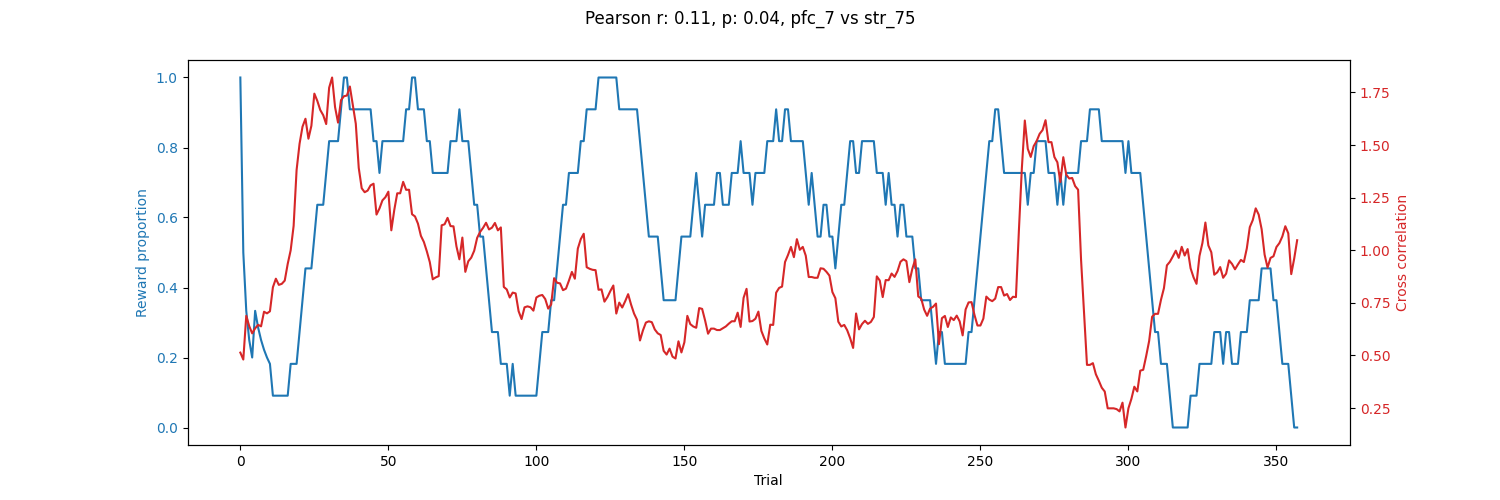 Pearson r: 0.11, p: 0.04, pfc_7 vs str_75
1.0
0.8
0.6
0.4
0.2
0.0
Reward proportion
1.75
1.50
1.25
1.00
0.75
0.50
0.25
Cross correlation
0 50 100 150 200 250 300 350
Trial